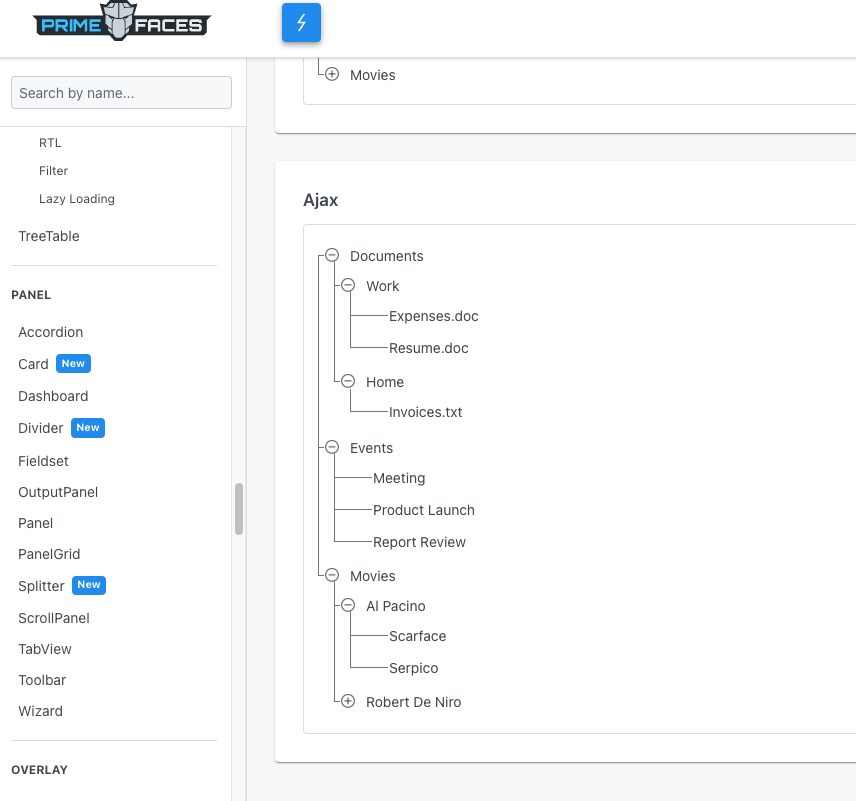 PRIME FACES
Search by name...
RTL
Filter
Lazy Loading
TreeTable
PANEL
Accordion
Card New
Dashboard
Divider New
Fieldset
OutputPanel
Panel
PanelGrid
Splitter New
ScrollPanel
TabView
Toolbar
Wizard
OVERLAY
Movies
Ajax
Documents
Work
Expenses.doc
Resume.doc
Home
Invoices.txt
Events
Meeting
Product Launch
Report Review
Movies
Al Pacino
Scarface
Serpico
Robert De Niro